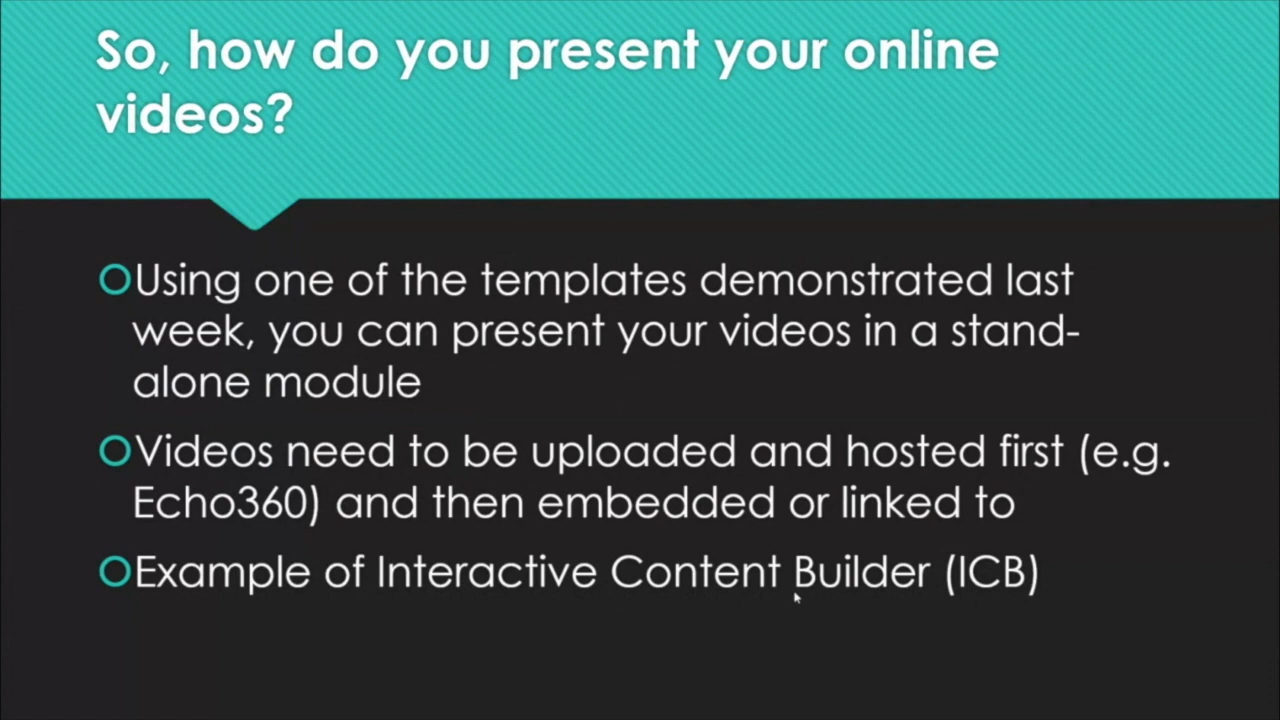 So, how do you present your online
videos?
Using one of the templates demonstrated last
week, you can present your videos in a stand-
alone module
Videos need to be uploaded and hosted first (e.g.
Echo360) and then embedded or linked to
Example of Interactive Content Builder (ICB)